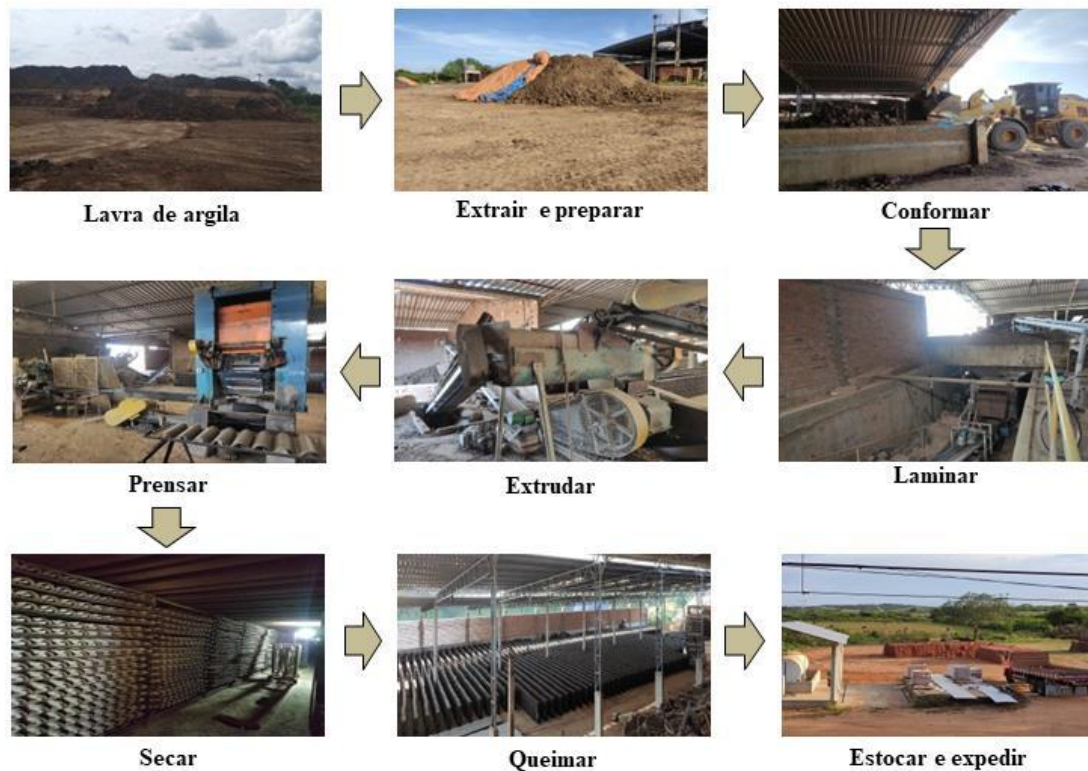 Lavra de argila
Extrair e preparar
Conformar
Laminar
Extrudar
Prensar
Secar
Queimar
Estocar e expedir